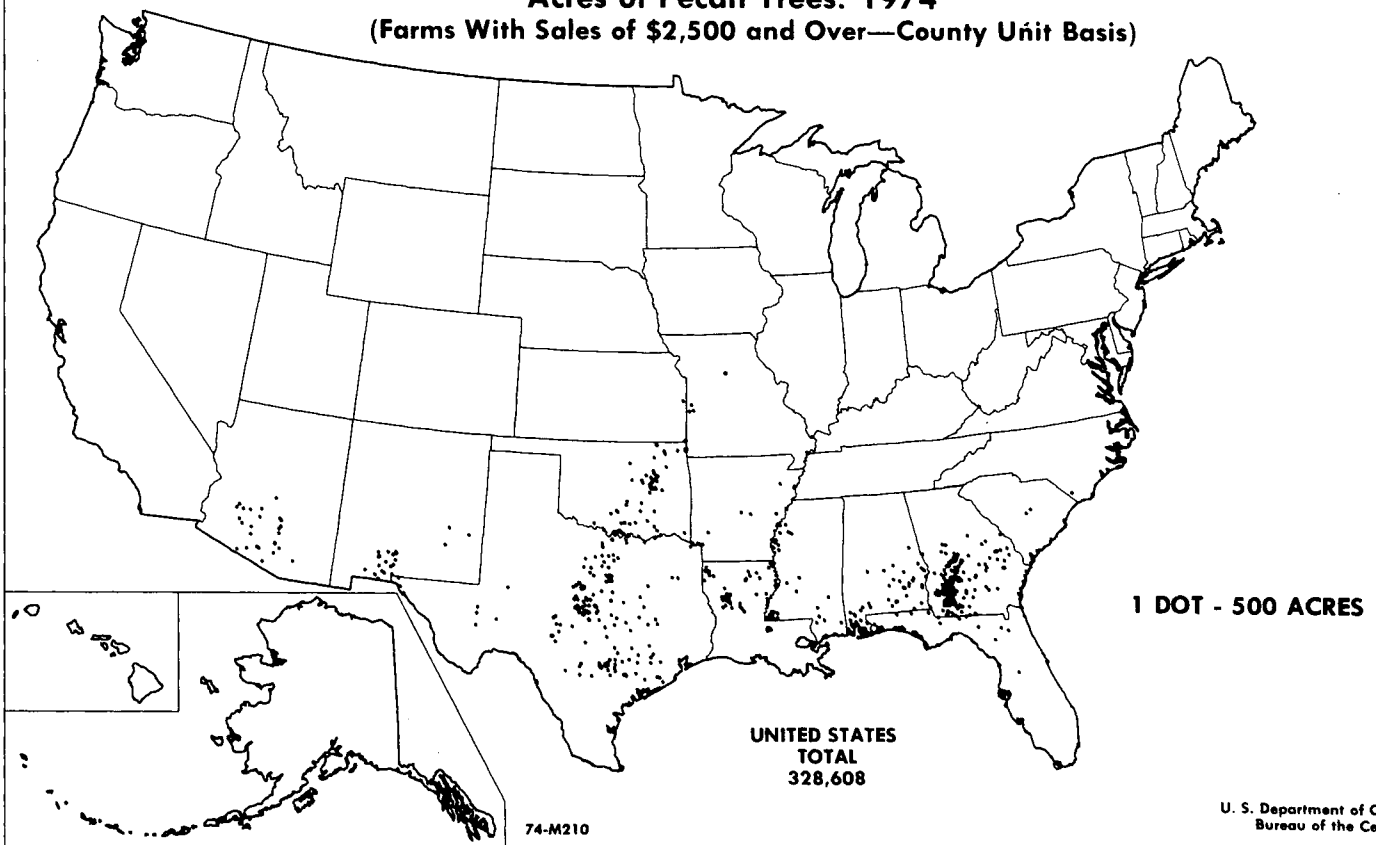 Acres of Pecan Trees: 1974
(Farms With Sales of $2,500 and Over—County Unit Basis)
1 DOT - 500 ACRES
UNITED STATES
TOTAL
328,608
74-M210
U. S. Department of
Bureau of the